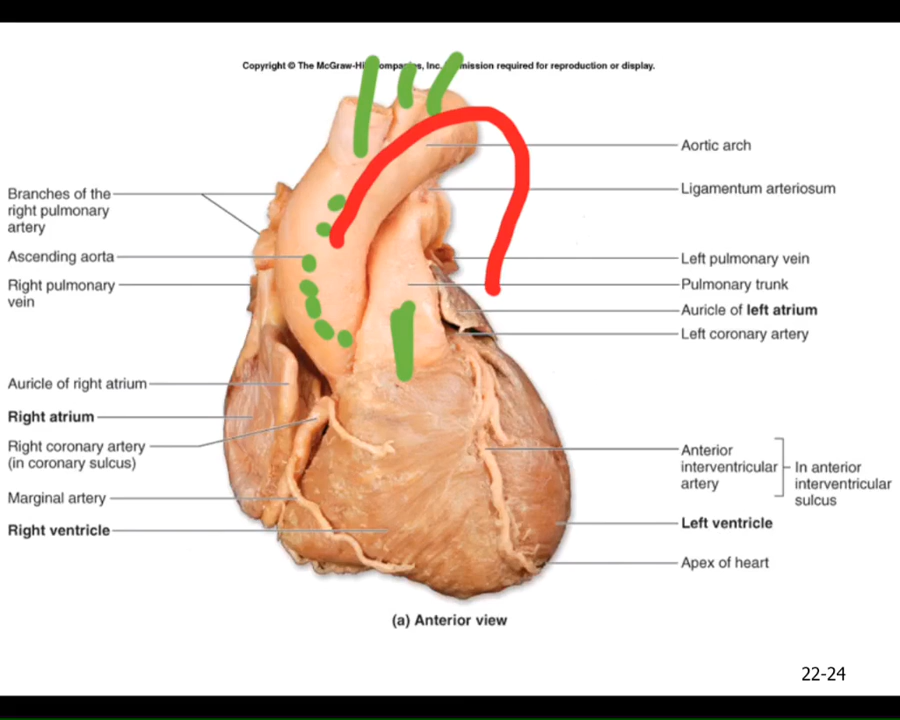 Copyright © The McGraw-Hi ompa s, Inc. mission required for reproduction or display.
Aortic arch
Ligamentum arteriosum
Branches of the
right pulmonary
artery
Ascending aorta
Left pulmonary vein
Right pulmonary
vein
Pulmonary trunk
Auricle of left atrium
Left coronary artery
Auricle of right atrium
Right atrium
Right coronary artery
(in coronary sulcus)
Anterior
interventricular
artery
In anterior
interventricular
sulcus
Marginal artery
Right ventricle
Left ventricle
Apex of heart
(a) Anterior view
22-24